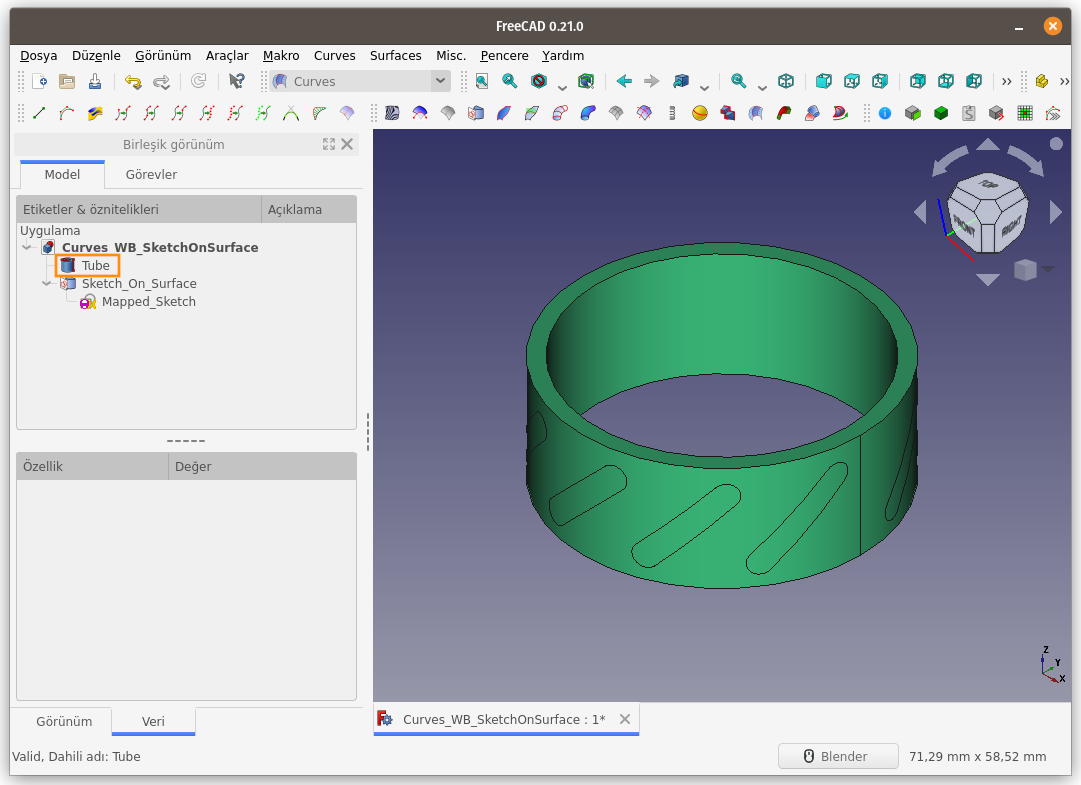 FreeCAD 0.21.0
Dosya Düzenle Görünüm Araçlar Makro Curves Surfaces Misc. Pencere Yardım
Curves
Birleşik görünüm
Model Görevler
Etiketler & öznitelikleri Açıklama
Uygulama
Curves_WB_SketchOnSurface
Tube
Sketch_On_Surface
Mapped_Sketch
TOP
FRONT
RIGHT
Özellik Değer
Z
Y
X
Görünüm Veri
Curves_WB_SketchOnSurface : 1*
Valid, Dahili adı: Tube
Blender
71,29 mm x 58,52 mm